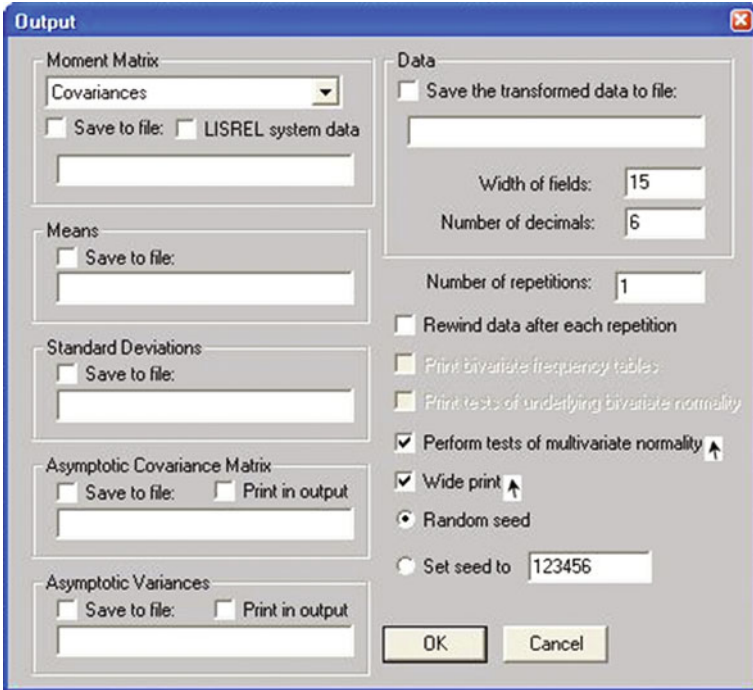 Output
Moment Matrix
Covariances
Save to file: LISREL system data
Means
Save to file:
Standard Deviations
Save to file:
Asymptotic Covariance Matrix
Save to file: Print in output
Asymptotic Variances
Save to file: Print in output
Data
Save the transformed data to file:
Width of fields: 15
Number of decimals: 6
Number of repetitions: 1
Rewind data after each repetition
Print bivariate frequency tables
Print tests of underlying bivariate normality
Perform tests of multivariate normality
Wide print
Random seed
Set seed to 123456
OK Cancel